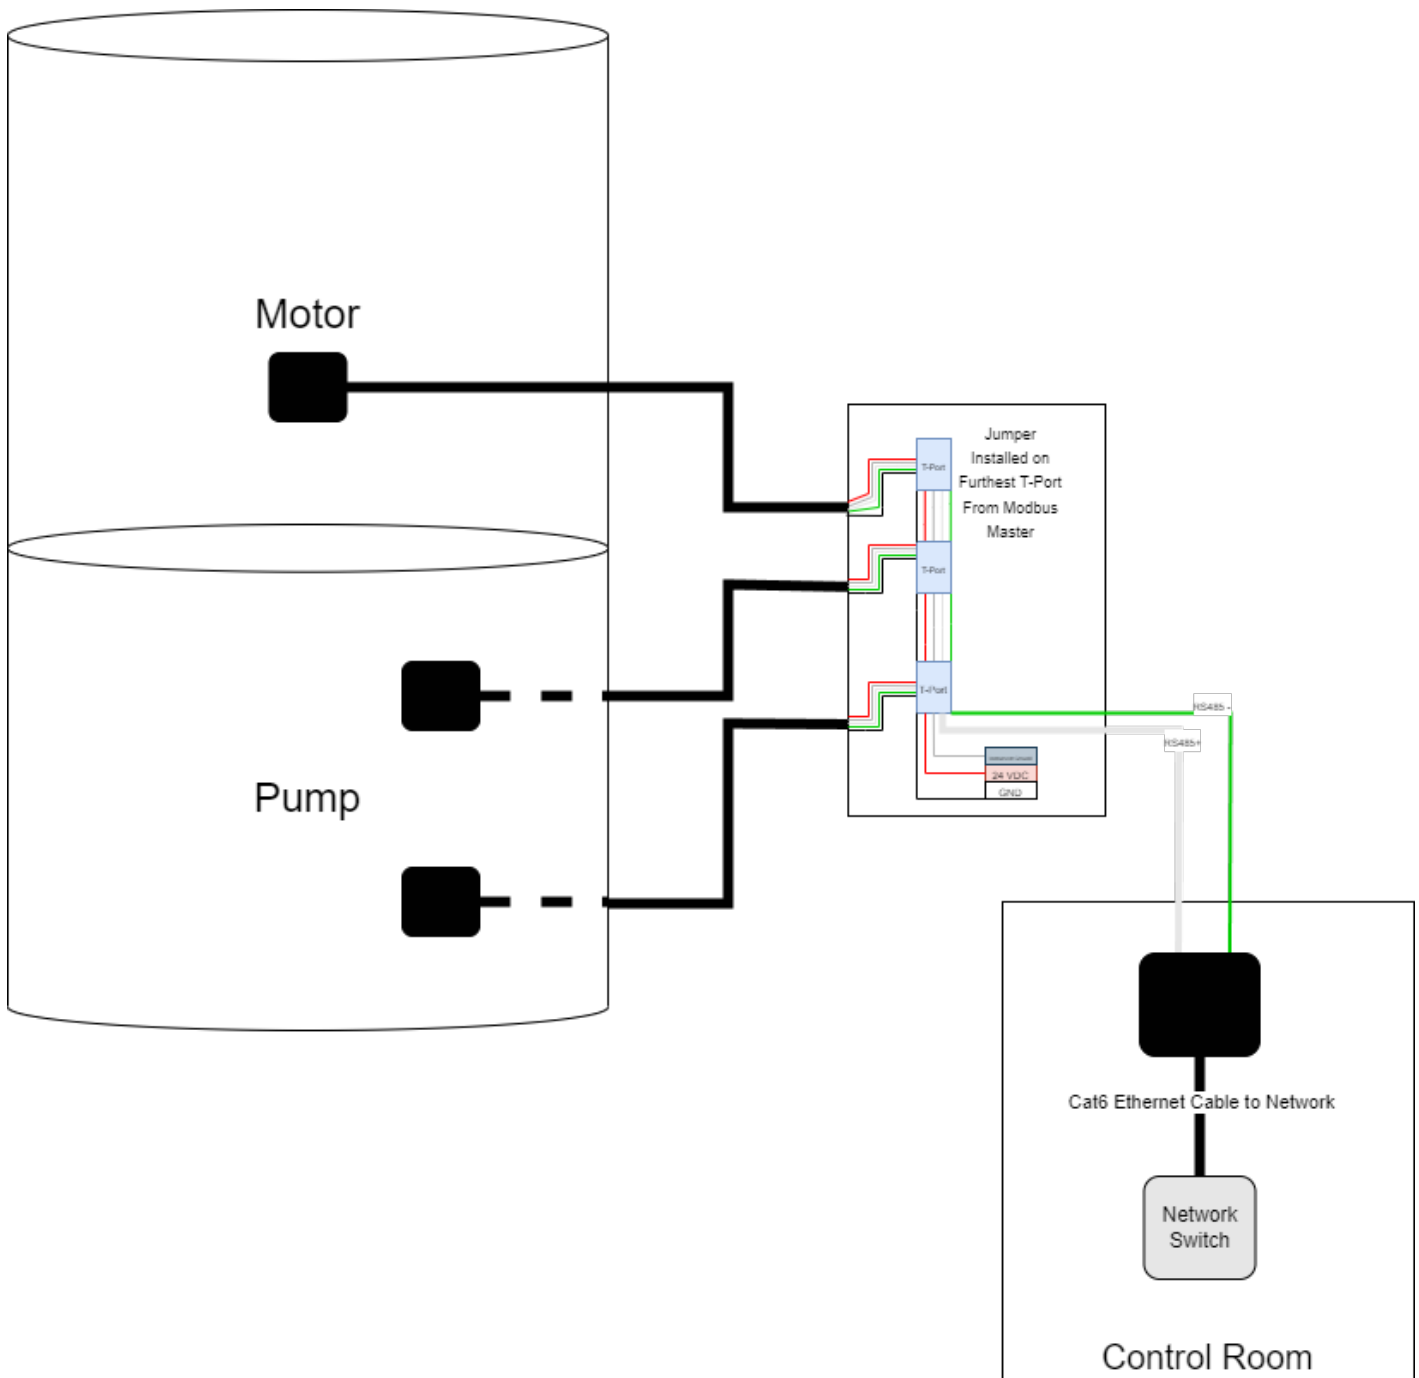 Motor
Jumper
Installed on
Furthest T-Port
From Modbus
Master
T-Port
T-Port
T-Port
RS485 -
RS485+
24 VDC
GND
Pump
Cat6 Ethernet Cable to Network
Network
Switch
Control Room